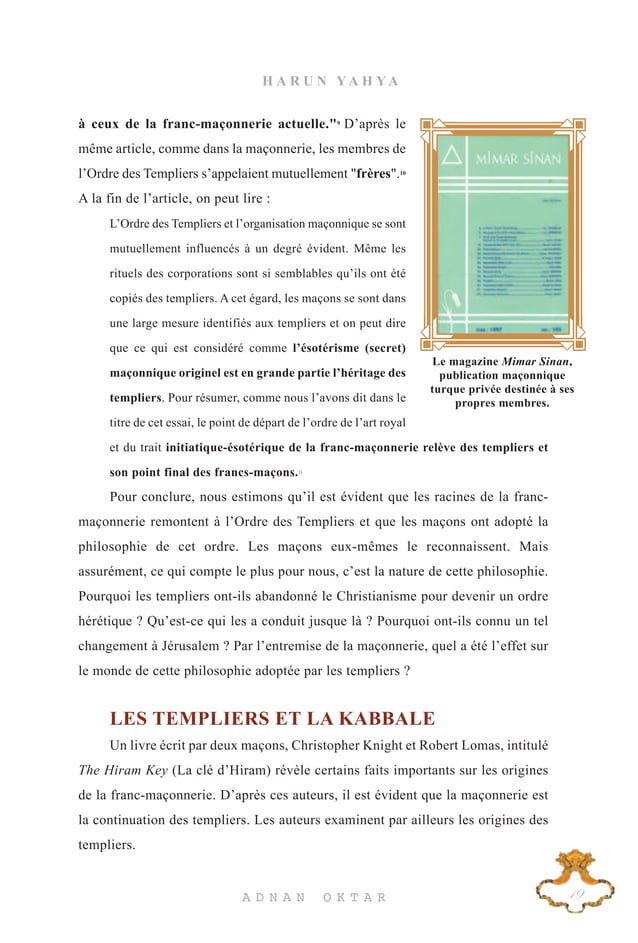 HARUN YAHYA
à ceux de la franc-maçonnerie actuelle."9 D’après le
même article, comme dans la maçonnerie, les membres de
l’Ordre des Templiers s’appelaient mutuellement "frères".10
A la fin de l’article, on peut lire :
L’Ordre des Templiers et l’organisation maçonnique se sont
mutuellement influencés à un degré évident. Même les
rituels des corporations sont si semblables qu’ils ont été
copiés des templiers. A cet égard, les maçons se sont dans
une large mesure identifiés aux templiers et on peut dire
que ce qui est considéré comme l’ésotérisme (secret)
maçonnique originel est en grande partie l’héritage des
templiers. Pour résumer, comme nous l’avons dit dans le
titre de cet essai, le point de départ de l’ordre de l’art royal
et du trait initiatique-ésotérique de la franc-maçonnerie relève des templiers et
son point final des francs-maçons.11
MİMAR SİNAN
Le magazine Mimar Sinan,
publication maçonnique
turque privée destinée à ses
propres membres.
Pour conclure, nous estimons qu’il est évident que les racines de la franc-
maçonnerie remontent à l’Ordre des Templiers et que les maçons ont adopté la
philosophie de cet ordre. Les maçons eux-mêmes le reconnaissent. Mais
assurément, ce qui compte le plus pour nous, c’est la nature de cette philosophie.
Pourquoi les templiers ont-ils abandonné le Christianisme pour devenir un ordre
hérétique ? Qu’est-ce qui les a conduit jusque là ? Pourquoi ont-ils connu un tel
changement à Jérusalem ? Par l’entremise de la maçonnerie, quel a été l’effet sur
le monde de cette philosophie adoptée par les templiers ?
LES TEMPLIERS ET LA KABBALE
Un livre écrit par deux maçons, Christopher Knight et Robert Lomas, intitulé
The Hiram Key (La clé d’Hiram) révèle certains faits importants sur les origines
de la franc-maçonnerie. D’après ces auteurs, il est évident que la maçonnerie est
la continuation des templiers. Les auteurs examinent par ailleurs les origines des
templiers.
ADNAN OKTAR
19